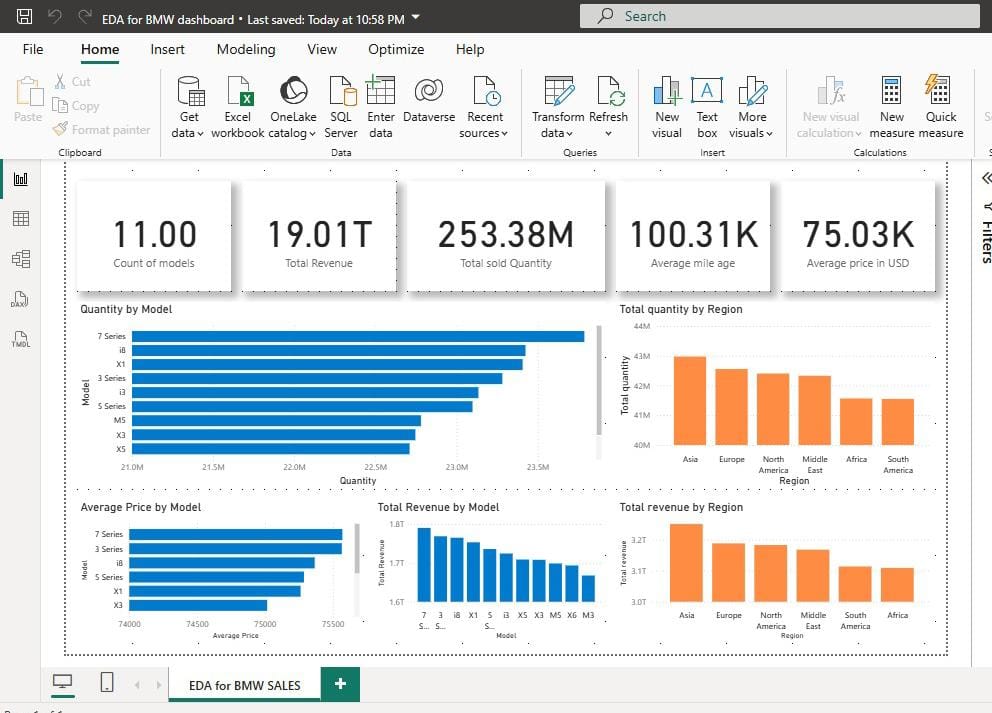 EDA for BMW dashboard • Last saved: Today at 10:58 PM
Search
File Home Insert Modeling View Optimize Help
Paste
Cut
Copy
Format painter
Clipboard
Get data
Excel workbook
OneLake catalog
SQL Server
Enter data
Dataverse
Recent sources
Data
Transform data
Refresh
Queries
New visual
Text box
More visuals
Insert
New visual calculation
New measure
Quick measure
Calculations
DAX
TMDL
Filters
11.00
Count of models
19.01T
Total Revenue
253.38M
Total sold Quantity
100.31K
Average mile age
75.03K
Average price in USD
Quantity by Model
Model
7 Series
i8
X1
3 Series
i3
5 Series
M5
X3
X5
21.0M 21.5M 22.0M 22.5M 23.0M 23.5M
Quantity
Total quantity by Region
Total quantity
44M
43M
42M
41M
40M
Asia Europe North America Middle East Africa South America
Region
Average Price by Model
Model
7 Series
3 Series
i8
5 Series
X1
X3
74000 74500 75000 75500
Average Price
Total Revenue by Model
Total Revenue
1.8T
1.7T
1.6T
7 S... 3 S... i8 X1 5 S... i3 X5 X3 M5 X6 M3
Model
Total revenue by Region
Total revenue
3.2T
3.1T
3.0T
Asia Europe North America Middle East South America Africa
Region
EDA for BMW SALES